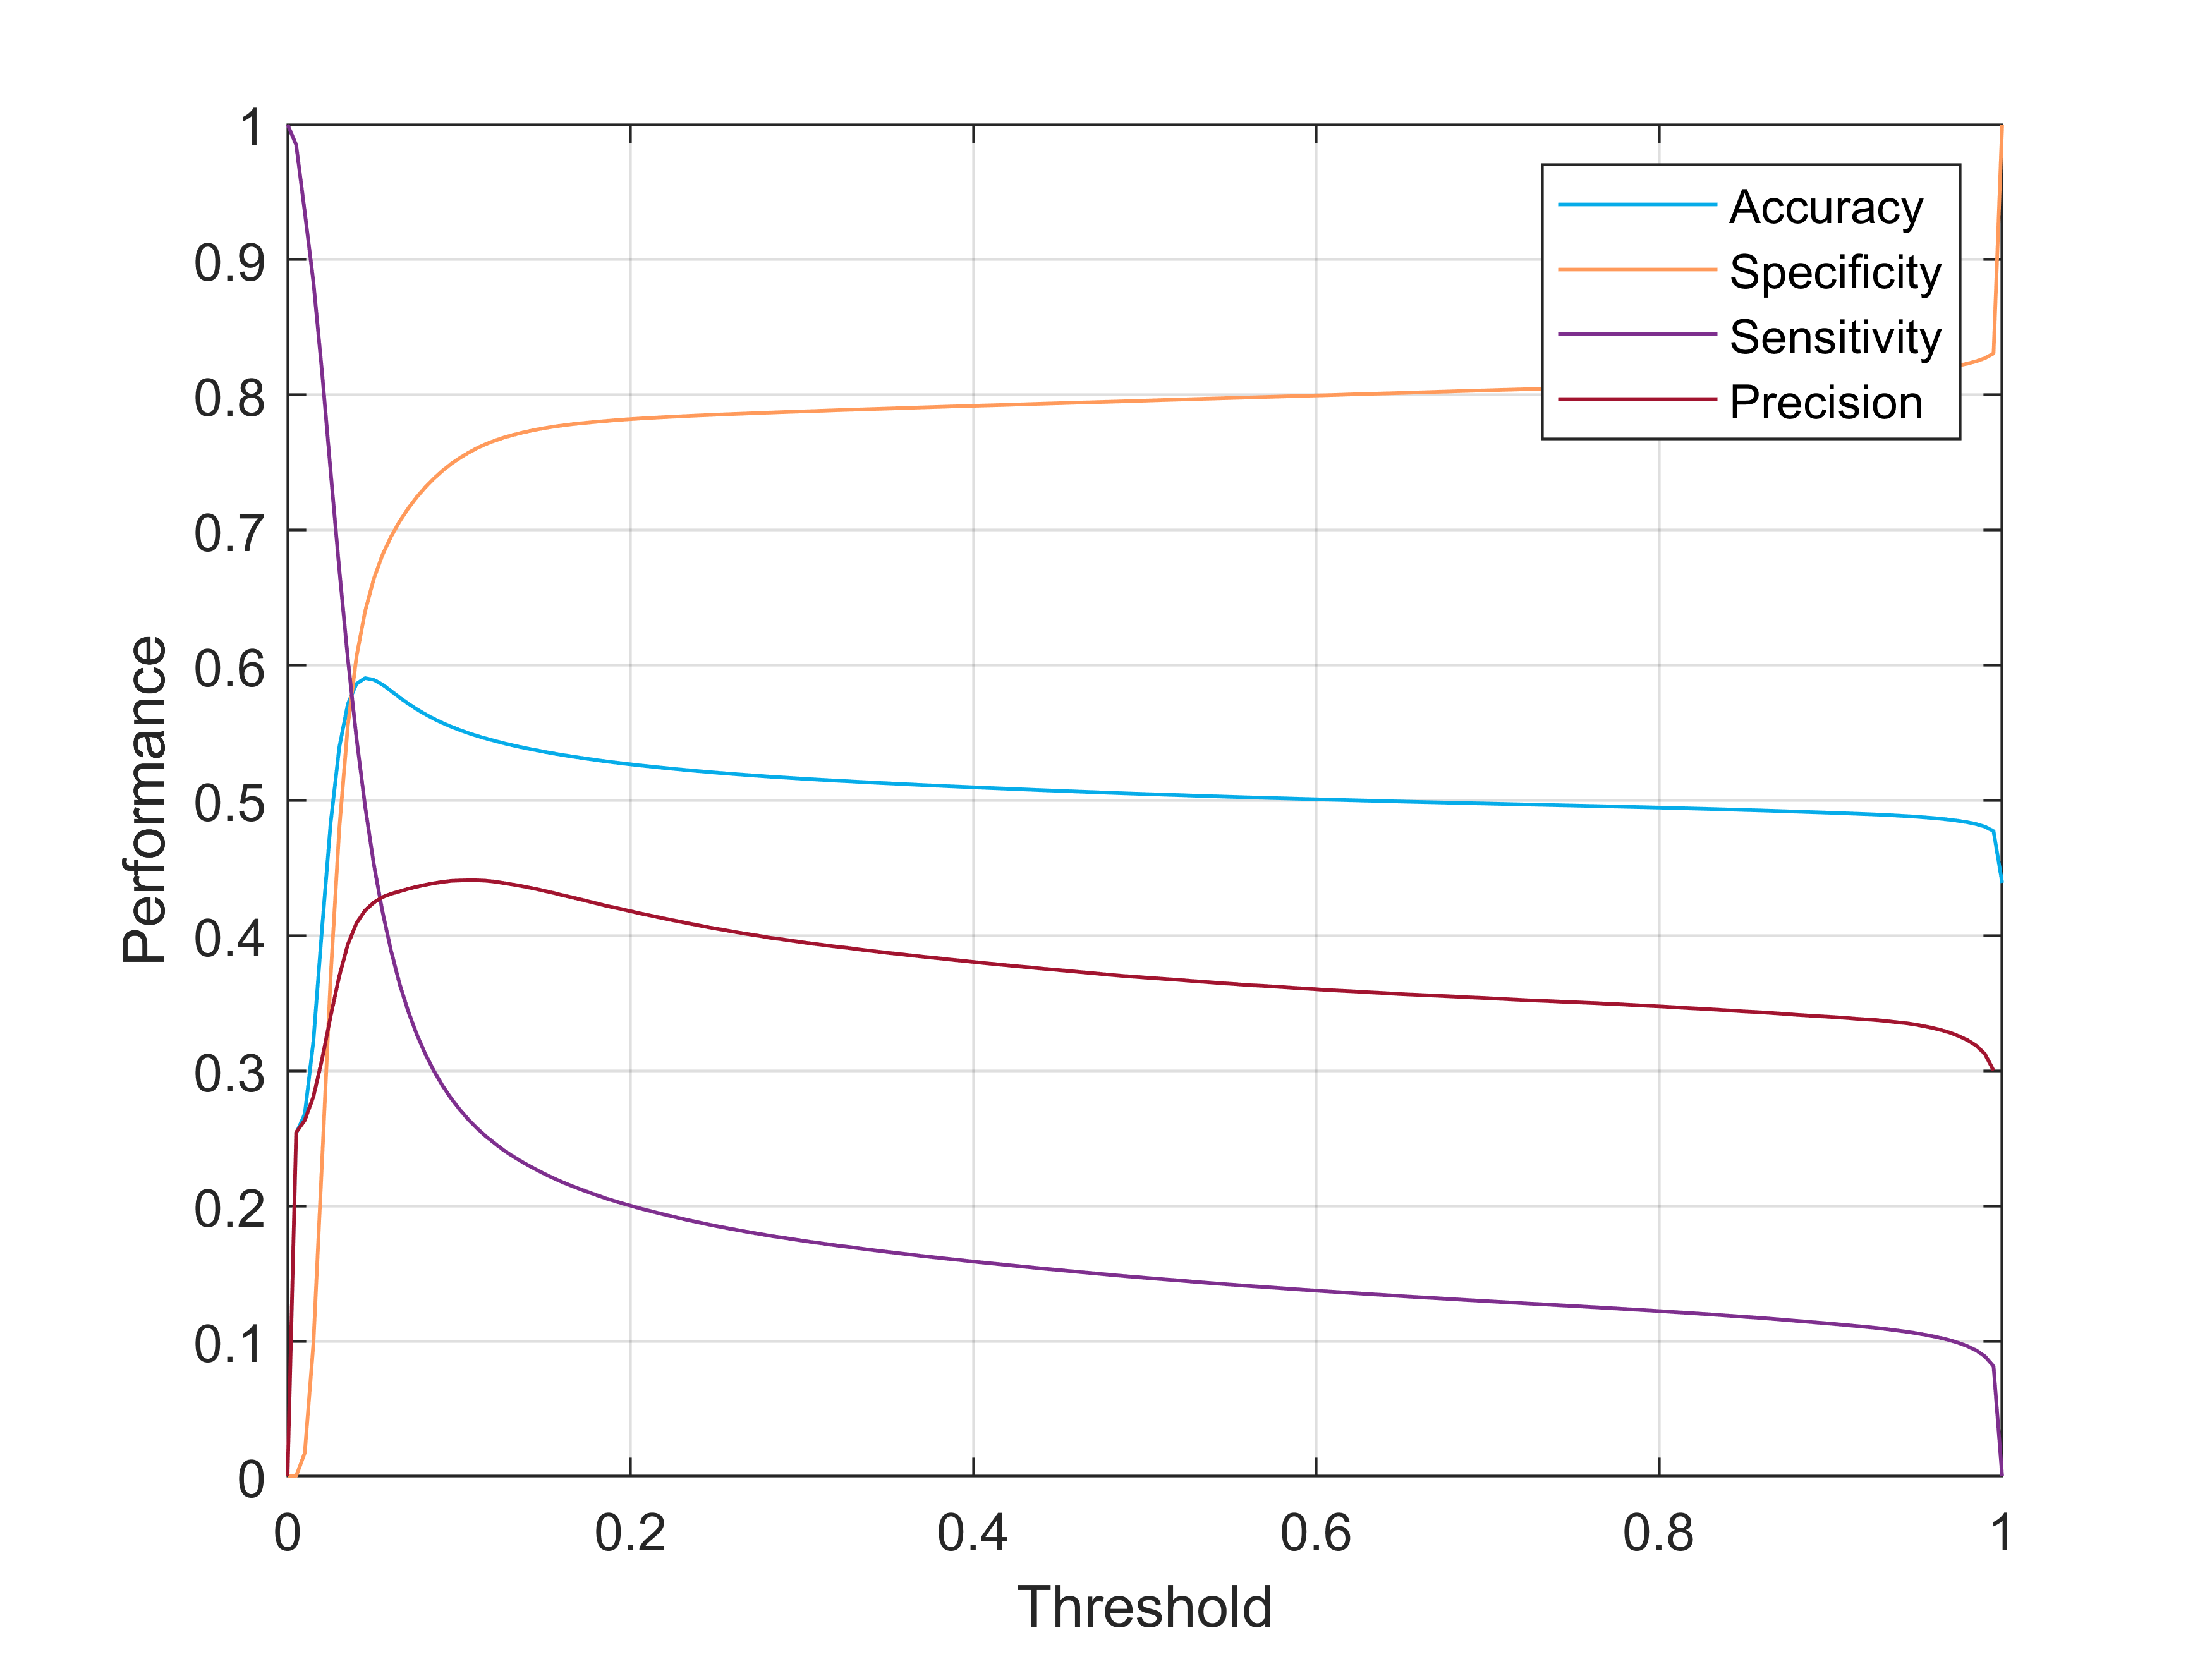 1
0.9
0.8
0.7
0.6
0.5
0.4
0.3
0.2
0.1
0
Performance
Accuracy
Specificity
Sensitivity
Precision
0 0.2 0.4 0.6 0.8 1
Threshold